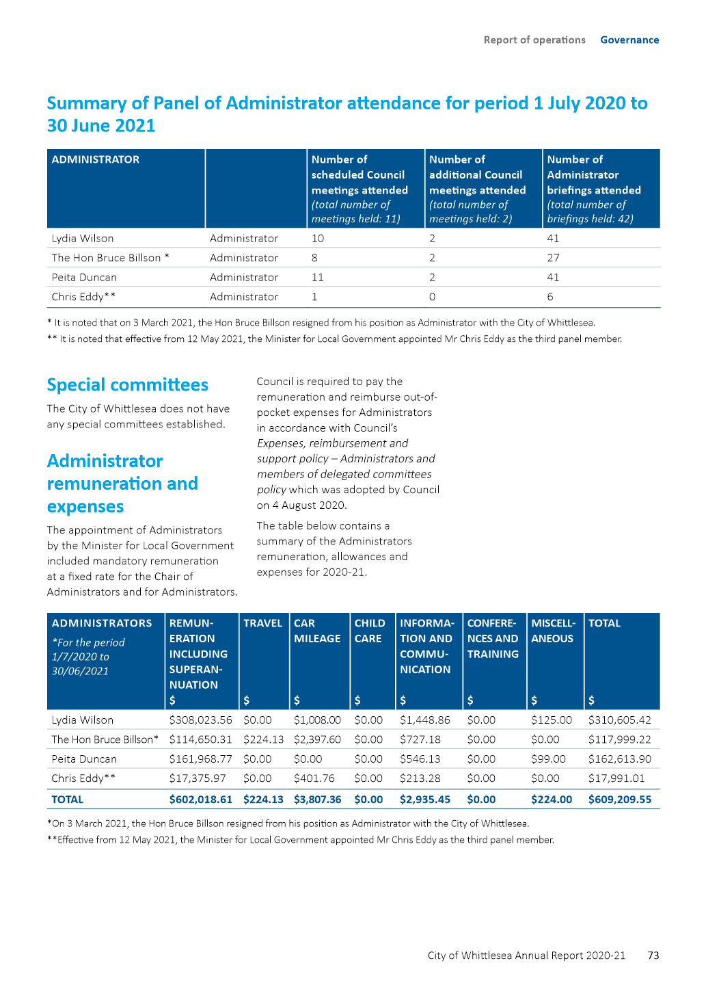 Report of operations Governance
Summary of Panel of Administrator attendance for period 1 July 2020 to
30 June 2021
ADMINISTRATOR
Number of
scheduled Council
meetings attended
(total number of
meetings held: 11)
Number of
additional Council
meetings attended
(total number of
meetings held: 2)
Number of
Administrator
briefings attended
(total number of
briefings held: 42)
Lydia Wilson Administrator 10 2 41
The Hon Bruce Billson * Administrator 8 2 27
Peita Duncan Administrator 11 2 41
Chris Eddy** Administrator 1 0 6
* It is noted that on 3 March 2021, the Hon Bruce Billson resigned from his position as Administrator with the City of Whittlesea.
** It is noted that effective from 12 May 2021, the Minister for Local Government appointed Mr Chris Eddy as the third panel member.
Special committees
The City of Whittlesea does not have
any special committees established.
Administrator
remuneration and
expenses
The appointment of Administrators
by the Minister for Local Government
included mandatory remuneration
at a fixed rate for the Chair of
Administrators and for Administrators.
Council is required to pay the
remuneration and reimburse out-of-
pocket expenses for Administrators
in accordance with Council's
Expenses, reimbursement and
support policy – Administrators and
members of delegated committees
policy which was adopted by Council
on 4 August 2020.
The table below contains a
summary of the Administrators
remuneration, allowances and
expenses for 2020-21.
ADMINISTRATORS
*For the period
1/7/2020 to
30/06/2021
REMUN-
ERATION
INCLUDING
SUPERAN-
NUATION
$
TRAVEL
$
CAR
MILEAGE
$
CHILD
CARE
$
INFORMA-
TION AND
COMMU-
NICATION
$
CONFERE-
NCES AND
TRAINING
$
MISCELL-
ANEOUS
$
TOTAL
$
Lydia Wilson $308,023.56 $0.00 $1,008.00 $0.00 $1,448.86 $0.00 $125.00 $310,605.42
The Hon Bruce Billson* $114,650.31 $224.13 $2,397.60 $0.00 $727.18 $0.00 $0.00 $117,999.22
Peita Duncan $161,968.77 $0.00 $0.00 $0.00 $546.13 $0.00 $99.00 $162,613.90
Chris Eddy** $17,375.97 $0.00 $401.76 $0.00 $213.28 $0.00 $0.00 $17,991.01
TOTAL $602,018.61 $224.13 $3,807.36 $0.00 $2,935.45 $0.00 $224.00 $609,209.55
*On 3 March 2021, the Hon Bruce Billson resigned from his position as Administrator with the City of Whittlesea.
**Effective from 12 May 2021, the Minister for Local Government appointed Mr Chris Eddy as the third panel member.
City of Whittlesea Annual Report 2020-21 73